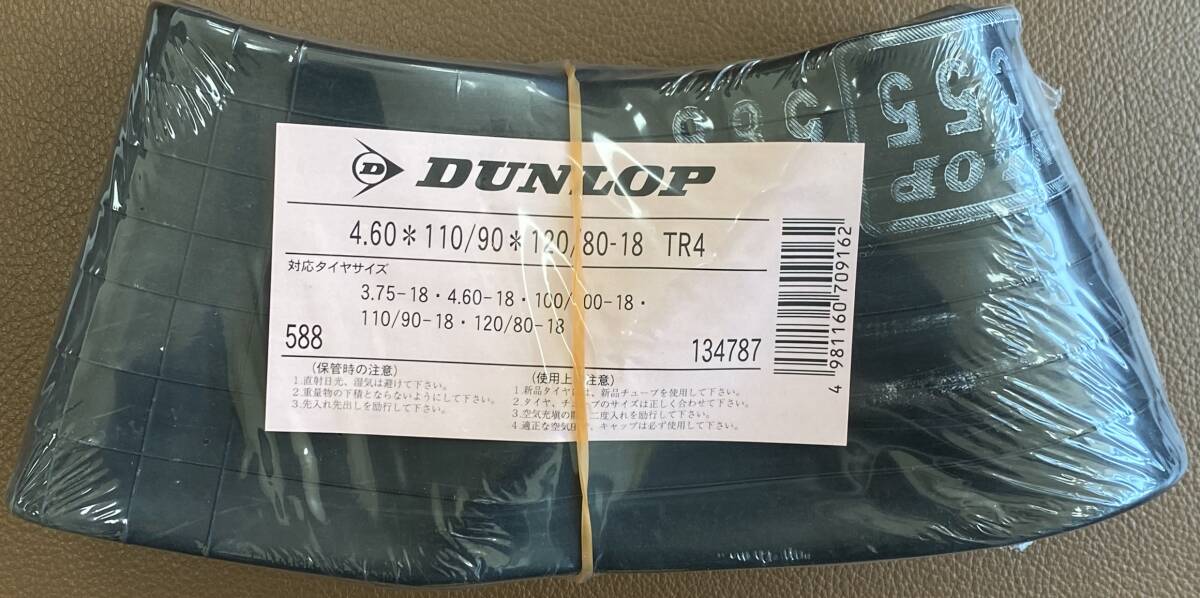 D DUNLOP
4.60*110/90*120/80-18 TR4
対応タイヤサイズ
3.75-18・4.60-18・100/ 00-18・
110/90-18・120/80-18
588
134787
(保管時の注意)
1.直射日光、湿気は避けて下さい。
2.重量物の下積とならないようにして下さい。
3.先入れ先出しを励行して下さい。
(使用上 注意)
1.新品タイヤ は、新品チューブを使用して下さい。
2.タイヤ、チ ーブのサイズは正しく合わせて下さい。
3.空気充塡の 二度入れを励行して下さい。
4.適正な空気 、キャップは必ず使用して下さい。
4 981160 709162
588
55